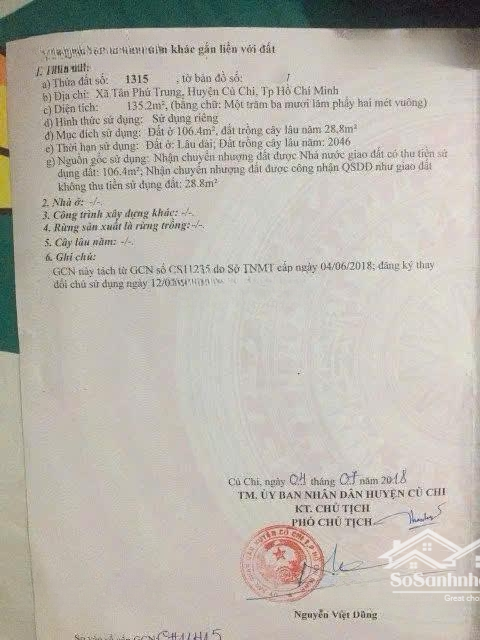 khác gắn liền với đất
1. Thửa đất:
a) Thửa đất số: 1315 , tờ bản đồ số: 1
b) Địa chỉ: Xã Tân Phú Trung, Huyện Củ Chi, Tp Hồ Chí Minh
c) Diện tích: 135.2m², (bằng chữ: Một trăm ba mươi lăm phẩy hai mét vuông)
d) Hình thức sử dụng: Sử dụng riêng
đ) Mục đích sử dụng: Đất ở 106.4m², đất trồng cây lâu năm 28,8m²
e) Thời hạn sử dụng: Đất ở: Lâu dài; Đất trồng cây lâu năm: 2046
g) Nguồn gốc sử dụng: Nhận chuyển nhượng đất được Nhà nước giao đất có thu tiền sử
dụng đất: 106.4m²; Nhận chuyển nhượng đất được công nhận QSDĐ như giao đất
không thu tiền sử dụng đất: 28.8m²
2. Nhà ở: -/-.
3. Công trình xây dựng khác: -/-.
4. Rừng sản xuất là rừng trồng: -/-.
5. Cây lâu năm: -/-.
6. Ghi chú:
GCN này tách từ GCN số CS11235 do Sở TNMT cấp ngày 04/06/2018; đăng ký thay
đổi chủ sử dụng ngày
Củ Chi, ngày 04 tháng 07 năm 2018
TM. ỦY BAN NHÂN DÂN HUYỆN CỦ CHI
KT. CHỦ TỊCH
PHÓ CHỦ TỊCH
Nguyễn Việt Dũng
SoSanhnh
Great cho